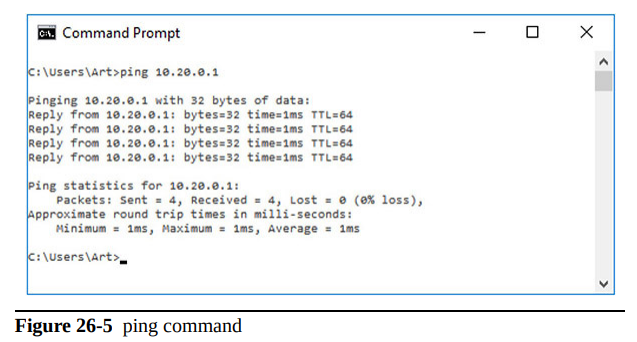 Command Prompt
C:\Users\Art>ping 10.20.0.1
Pinging 10.20.0.1 with 32 bytes of data:
Reply from 10.20.0.1: bytes=32 time=1ms TTL=64
Reply from 10.20.0.1: bytes=32 time=1ms TTL=64
Reply from 10.20.0.1: bytes=32 time=1ms TTL=64
Reply from 10.20.0.1: bytes=32 time=1ms TTL=64
Ping statistics for 10.20.0.1:
Packets: Sent = 4, Received = 4, Lost = 0 (0% loss),
Approximate round trip times in milli-seconds:
Minimum = 1ms, Maximum = 1ms, Average = 1ms
C:\Users\Art>
Figure 26-5 ping command